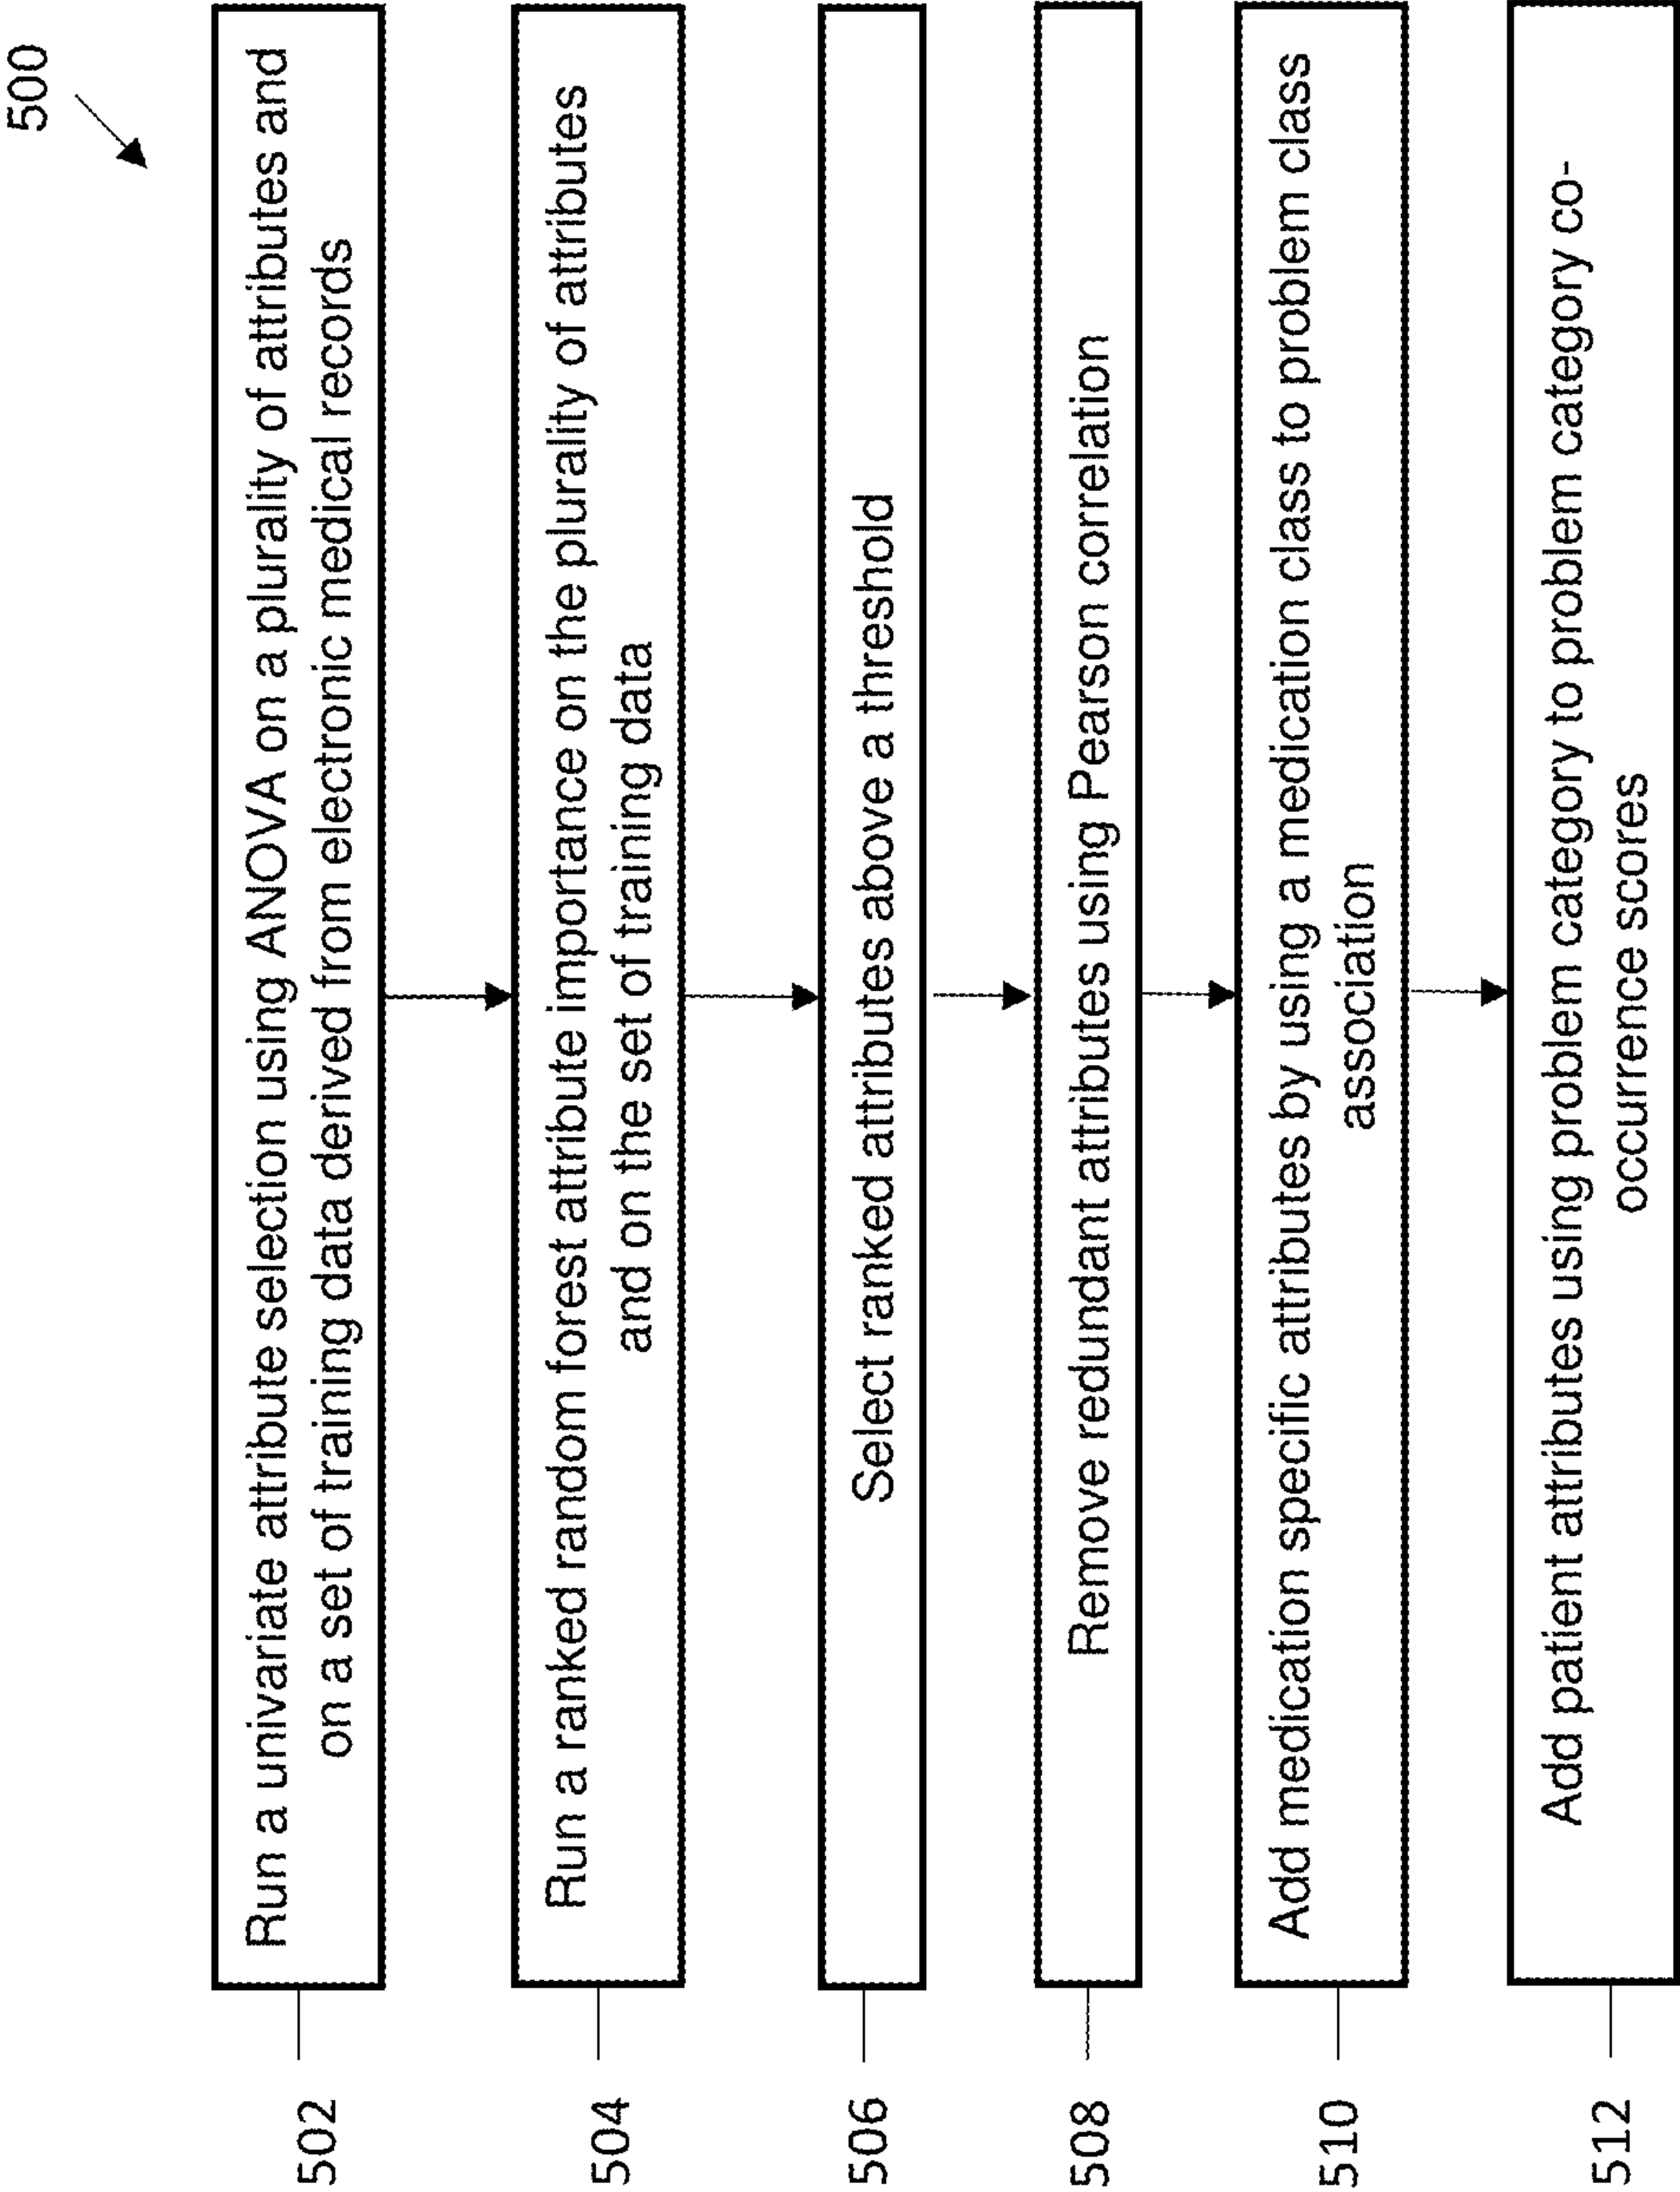 500
502
Run a univariate attribute selection using ANOVA on a plurality of attributes and
on a set of training data derived from electronic medical records
504
Run a ranked random forest attribute importance on the plurality of attributes
and on the set of training data
506
Select ranked attributes above a threshold
508
Remove redundant attributes using Pearson correlation
510
Add medication specific attributes by using a medication class to problem class
association
512
Add patient attributes using problem category to problem category co-
occurrence scores